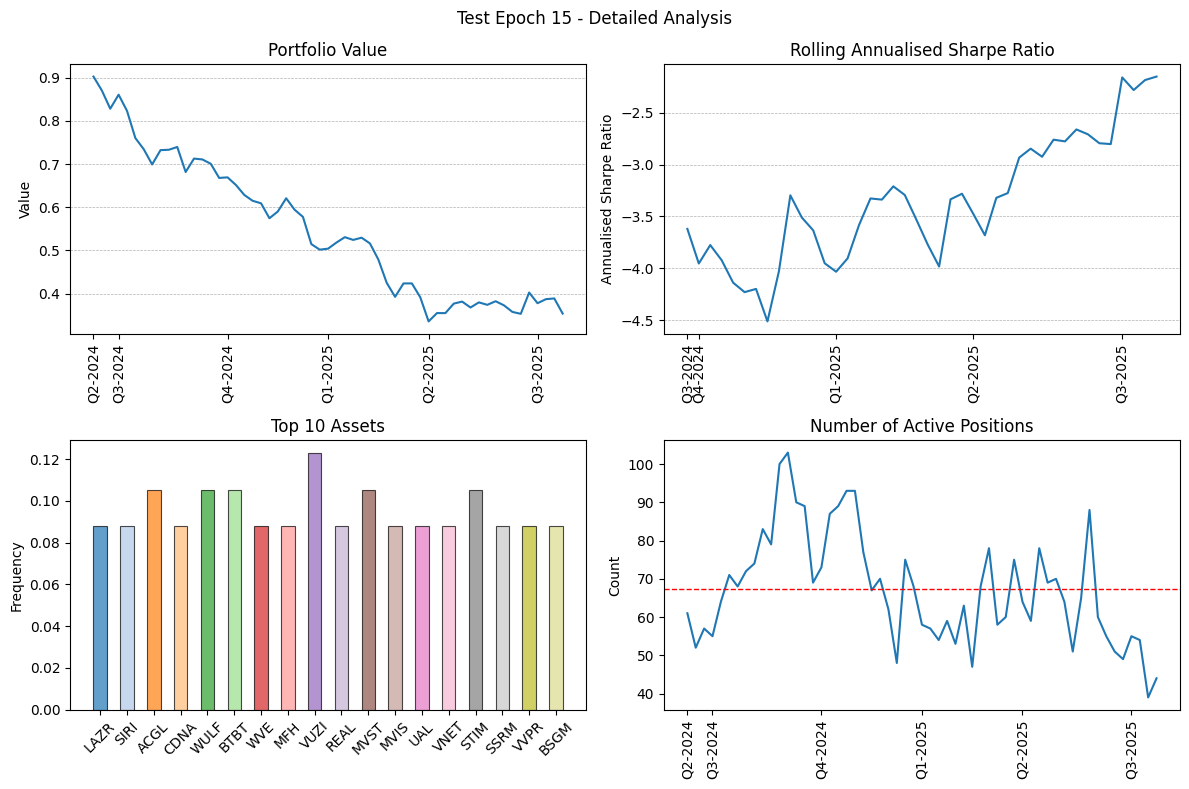 Test Epoch 15 - Detailed Analysis
Portfolio Value
Value
0.9
0.8
0.7
0.6
0.5
0.4
Q2-2024
Q3-2024
Q4-2024
Q1-2025
Q2-2025
Q3-2025
Rolling Annualised Sharpe Ratio
Annualised Sharpe Ratio
−2.5
−3.0
−3.5
−4.0
−4.5
Q3-2024
Q4-2024
Q1-2025
Q2-2025
Q3-2025
Top 10 Assets
Frequency
0.12
0.10
0.08
0.06
0.04
0.02
0.00
LAZR
SIRI
ACGL
CDNA
WULF
BTBT
WVE
MFH
VUZI
REAL
MVST
MVIS
UAL
VNET
STIM
SSRM
VVPR
BSGM
Number of Active Positions
Count
100
90
80
70
60
50
40
Q2-2024
Q3-2024
Q4-2024
Q1-2025
Q2-2025
Q3-2025